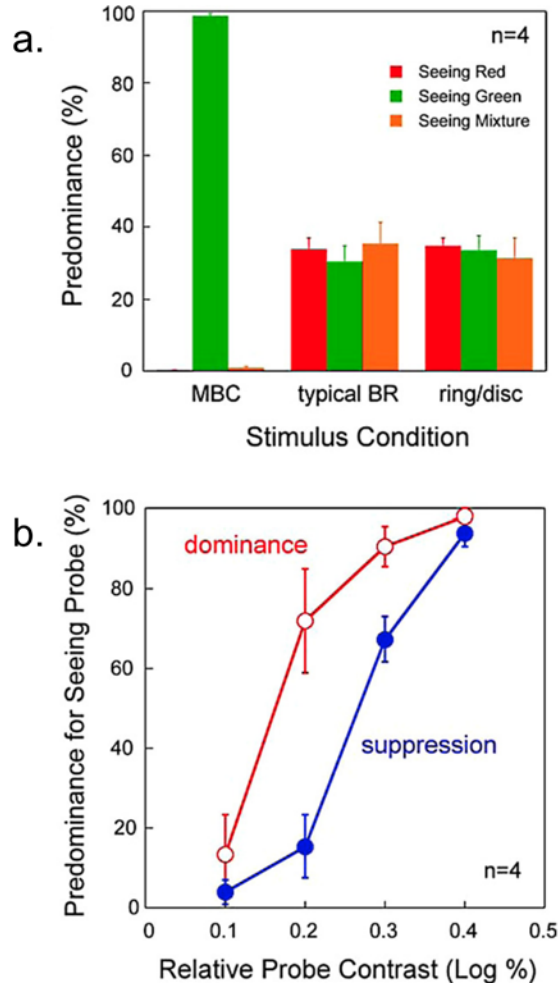 a.
100
80
60
40
20
0
Predominance (%)
n=4
Seeing Red
Seeing Green
Seeing Mixture
MBC
typical BR
ring/disc
Stimulus Condition
b.
100
80
60
40
20
0
Predominance for Seeing Probe (%)
dominance
suppression
n=4
0
0.1
0.2
0.3
0.4
0.5
Relative Probe Contrast (Log %)